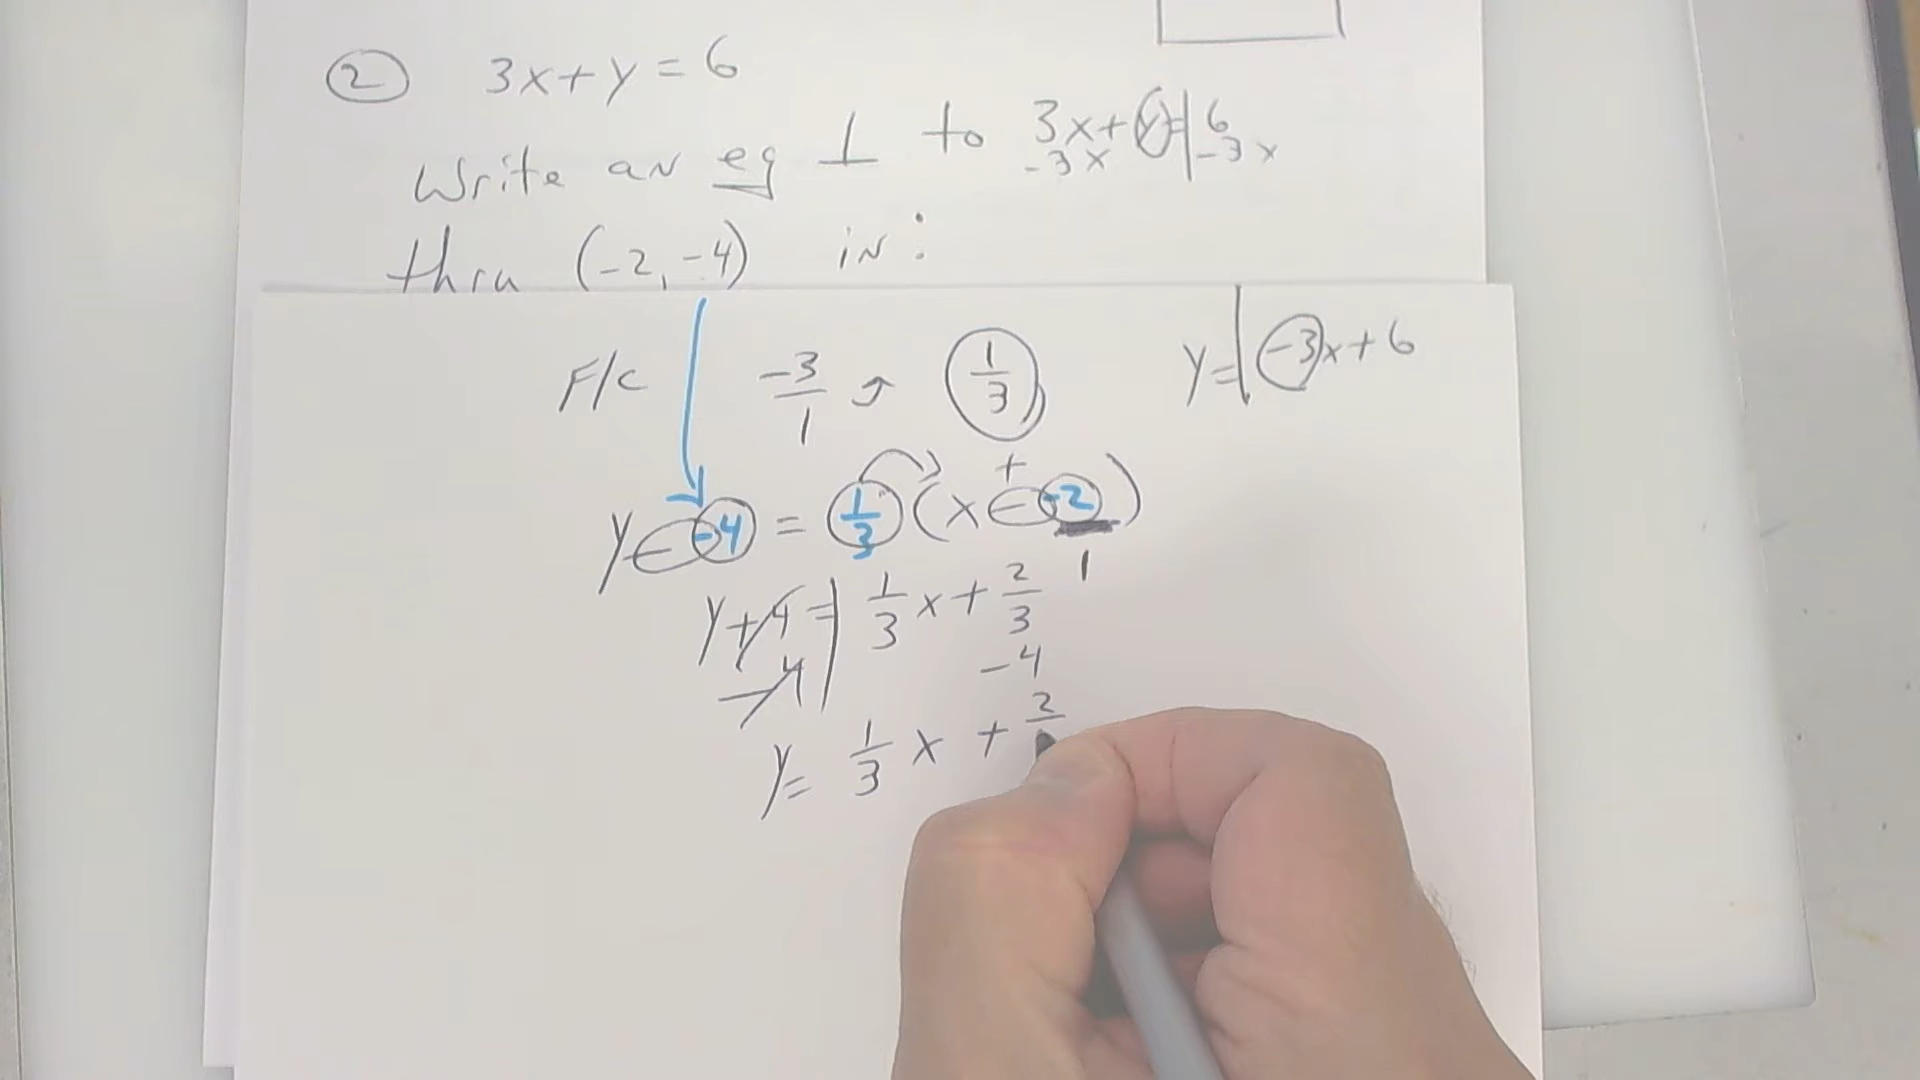 ② 3x + y = 6
Write an eq ⊥ to 3x + y = | 6
-3x | -3x
thru (-2, -4) in:
y = | -3x + 6
F/C -3/1 1/3
y - -4 = 1/3 (x - -2)
+
1
y + 4 = | 1/3 x + 2/3
-4 | -4
y = 1/3 x + 2/